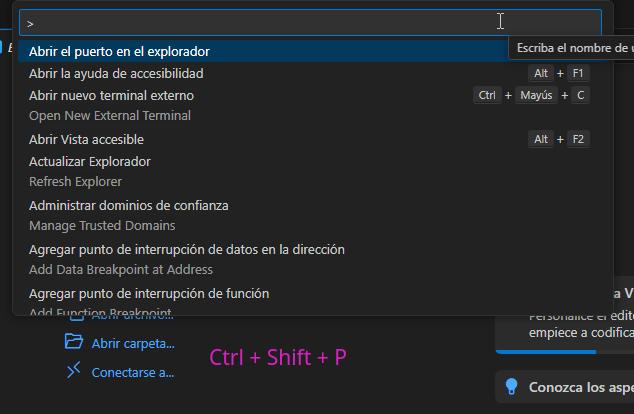 >
Abrir el puerto en el explorador
Escriba el nombre de u
Abrir la ayuda de accesibilidad Alt + F1
Abrir nuevo terminal externo Ctrl + Mayús + C
Open New External Terminal
Abrir Vista accesible Alt + F2
Actualizar Explorador
Refresh Explorer
Administrar dominios de confianza
Manage Trusted Domains
Agregar punto de interrupción de datos en la dirección
Add Data Breakpoint at Address
Agregar punto de interrupción de función
Add Function Breakpoint
Abrir archivo...
Abrir carpeta...
Conectarse a...
Ctrl + Shift + P
a V
Personalice el edito
empiece a codifica
Conozca los aspe